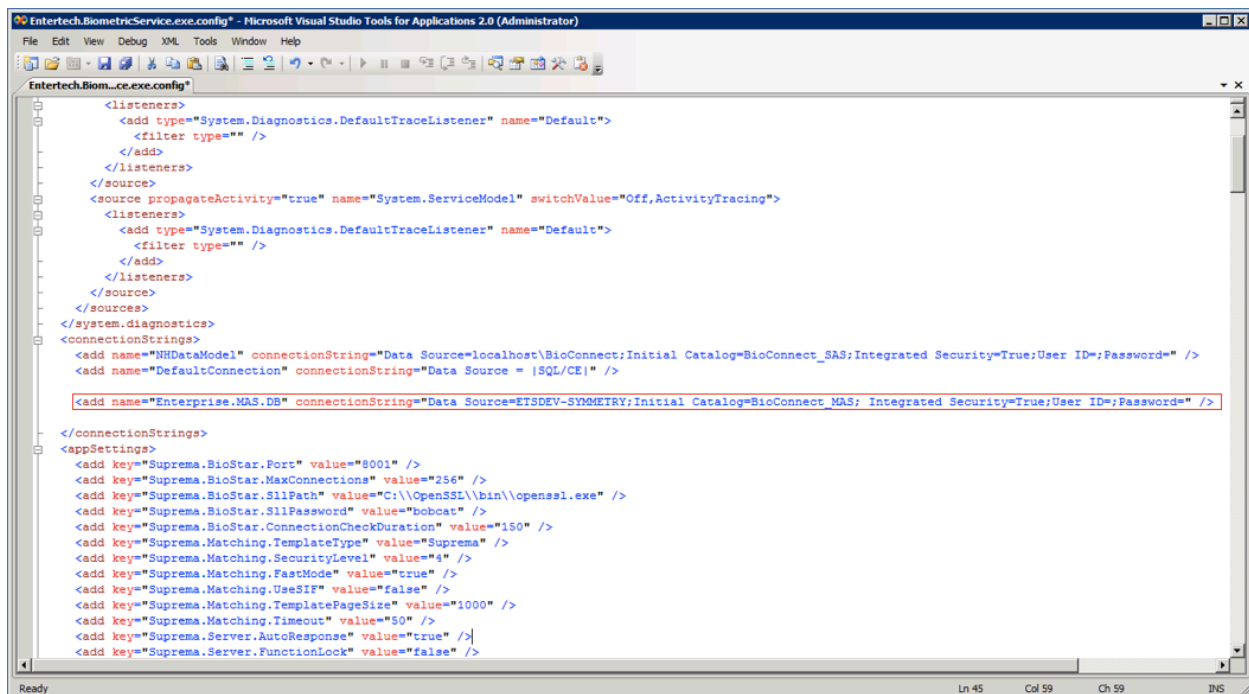 Entertech.BiometricService.exe.config* - Microsoft Visual Studio Tools for Applications 2.0 (Administrator)
File Edit View Debug XML Tools Window Help
Entertech.Biom...ce.exe.config*
<listeners>
<add type="System.Diagnostics.DefaultTraceListener" name="Default">
<filter type="" />
</add>
</listeners>
</source>
<source propagateActivity="true" name="System.ServiceModel" switchValue="Off,ActivityTracing">
<listeners>
<add type="System.Diagnostics.DefaultTraceListener" name="Default">
<filter type="" />
</add>
</listeners>
</source>
</sources>
</system.diagnostics>
<connectionStrings>
<add name="NHDataModel" connectionString="Data Source=localhost\BioConnect;Initial Catalog=BioConnect_SAS;Integrated Security=True;User ID=;Password=" />
<add name="DefaultConnection" connectionString="Data Source = |SQL/CE|" />
<add name="Enterprise.MAS.DB" connectionString="Data Source=ETSDEV-SYMMETRY;Initial Catalog=BioConnect_MAS; Integrated Security=True;User ID=;Password=" />
</connectionStrings>
<appSettings>
<add key="Suprema.BioStar.Port" value="8001" />
<add key="Suprema.BioStar.MaxConnections" value="256" />
<add key="Suprema.BioStar.SllPath" value="C:\\OpenSSL\\bin\\openssl.exe" />
<add key="Suprema.BioStar.SllPassword" value="bobcat" />
<add key="Suprema.BioStar.ConnectionCheckDuration" value="150" />
<add key="Suprema.Matching.TemplateType" value="Suprema" />
<add key="Suprema.Matching.SecurityLevel" value="4" />
<add key="Suprema.Matching.FastMode" value="true" />
<add key="Suprema.Matching.UseSIF" value="false" />
<add key="Suprema.Matching.TemplatePageSize" value="1000" />
<add key="Suprema.Matching.Timeout" value="50" />
<add key="Suprema.Server.AutoResponse" value="true" />
<add key="Suprema.Server.FunctionLock" value="false" />
Ready Ln 45 Col 59 Ch 59 INS